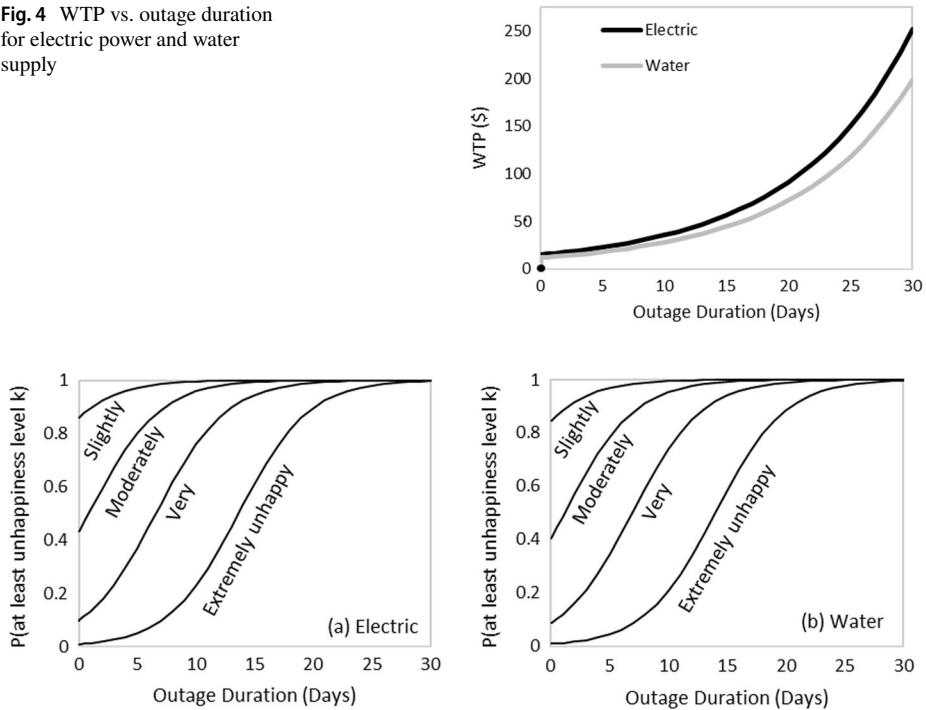 Fig. 4 WTP vs. outage duration
for electric power and water
supply
250
200
150
100
50
0
WTP ($)
Electric
Water
0 5 10 15 20 25 30
Outage Duration (Days)
1
0.8
0.6
0.4
0.2
0
P(at least unhappiness level k)
Slightly
Moderately
Very
Extremely unhappy
(a) Electric
0 5 10 15 20 25 30
Outage Duration (Days)
1
0.8
0.6
0.4
0.2
0
P(at least unhappiness level k)
Slightly
Moderately
Very
Extremely unhappy
(b) Water
0 5 10 15 20 25 30
Outage Duration (Days)